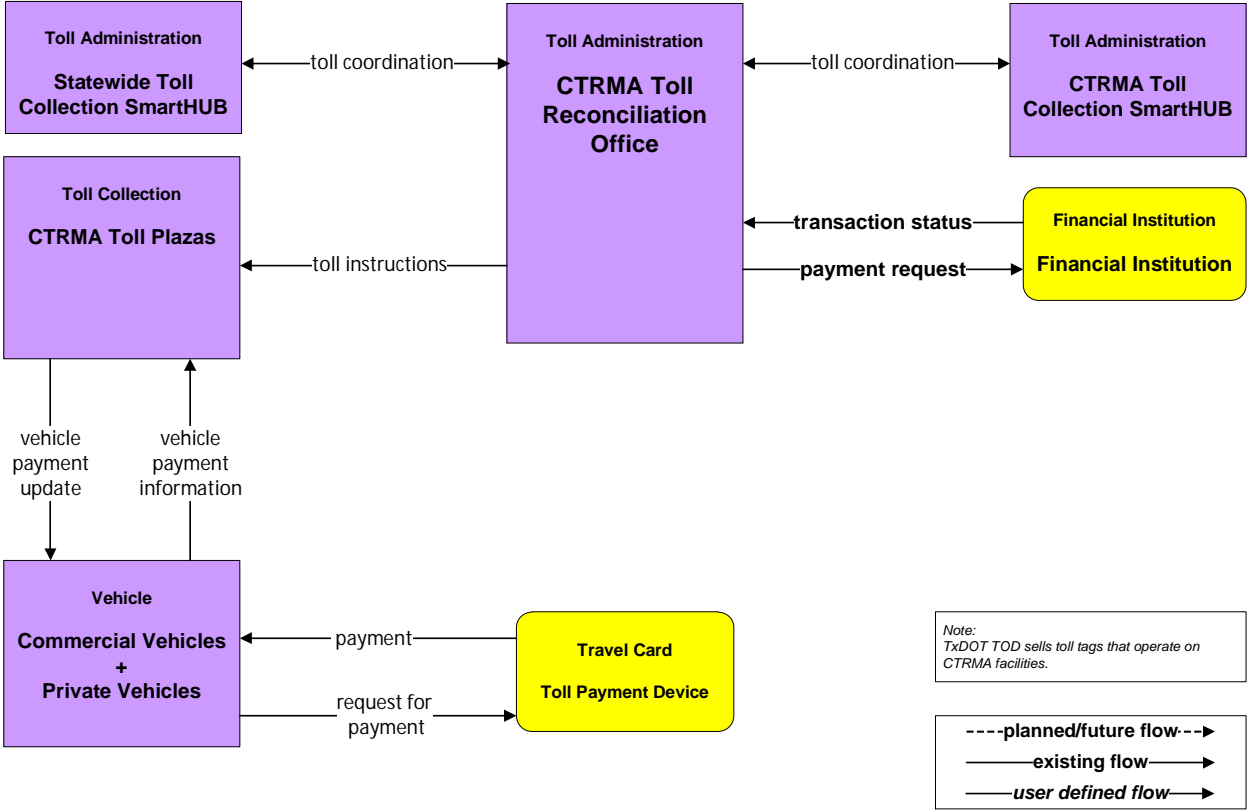 Toll Administration
Statewide Toll
Collection SmartHUB
toll coordination
Toll Administration
CTRMA Toll
Reconciliation
Office
toll coordination
Toll Administration
CTRMA Toll
Collection SmartHUB
Toll Collection
CTRMA Toll Plazas
toll instructions
transaction status
payment request
Financial Institution
Financial Institution
vehicle
payment
update
vehicle
payment
information
Vehicle
Commercial Vehicles
+
Private Vehicles
payment
request for
payment
Travel Card
Toll Payment Device
Note:
TxDOT TOD sells toll tags that operate on
CTRMA facilities.
planned/future flow
existing flow
user defined flow